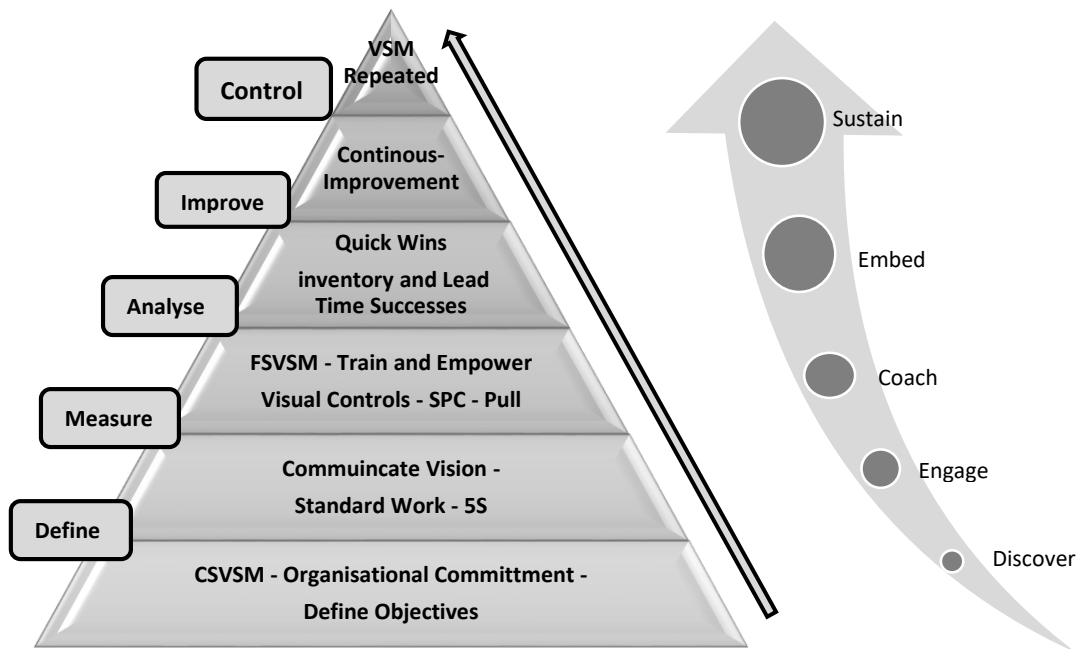 VSM
Repeated
Control
Continous-
Improvement
Improve
Quick Wins
inventory and Lead
Time Successes
Analyse
FSVSM - Train and Empower
Visual Controls - SPC - Pull
Measure
Commuincate Vision -
Standard Work - 5S
Define
CSVSM - Organisational Committment -
Define Objectives
Sustain
Embed
Coach
Engage
Discover